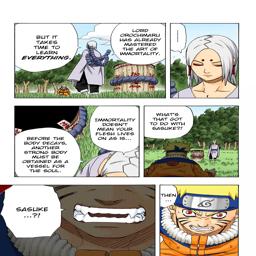 ...
BUT IT
TAKES
TIME TO
LEARN
EVERYTHING.
LORD
OROCHIMARU
HAS ALREADY
MASTERED
THE ART OF
IMMORTALITY.
WHAT'S
THAT GOT
TO DO WITH
SASUKE?!
IMMORTALITY
DOESN'T
MEAN YOUR
FLESH LIVES
ON AS IS...
BEFORE THE
BODY DECAYS,
ANOTHER
STRONG BODY
MUST BE
OBTAINED AS A
VESSEL FOR
THE SOUL.
THEN
...
SASUKE
...?!